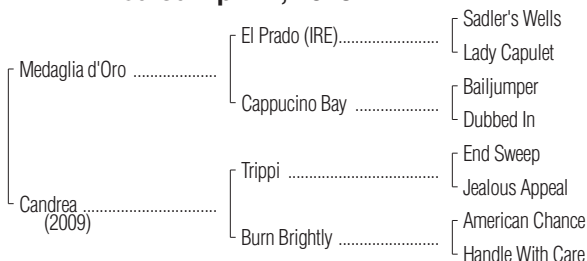 Sadler's Wells
El Prado (IRE)....................
Lady Capulet
Medaglia d'Oro ................
Bailjumper
Cappucino Bay ................
Dubbed In
End Sweep
Trippi ..............................
Jealous Appeal
Candrea ..........................
(2009)
American Chance
Burn Brightly ....................
Handle With Care